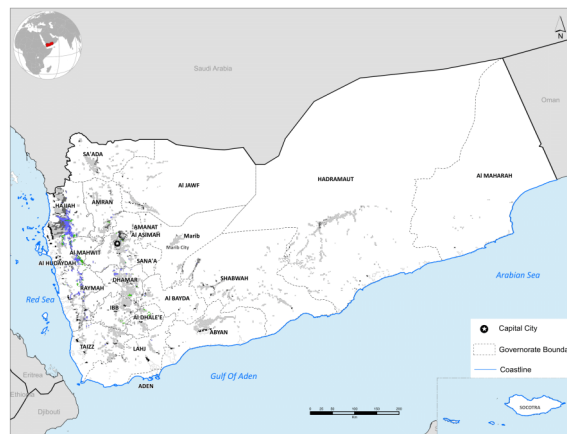 N
Saudi Arabia
Oman
SA'ADA
Al JAWF
HADRAMAUT
Al MAHARAH
HAJJAH
AMRAN
AMANAT
Al ASIMAH
Marib
Marib City
Al MAHWIT
Al HUDAYDAH
SANA'A
SHABWAH
Arabian Sea
DHAMAR
RAYMAH
Red Sea
Al BAYDA
IBB
Al DHALE'E
ABYAN
TAIZZ
LAHJ
Gulf Of Aden
ADEN
Eritrea
Ethiopia
Djibouti
Capital City
Governorate Bounda
Coastline
SOCOTRA